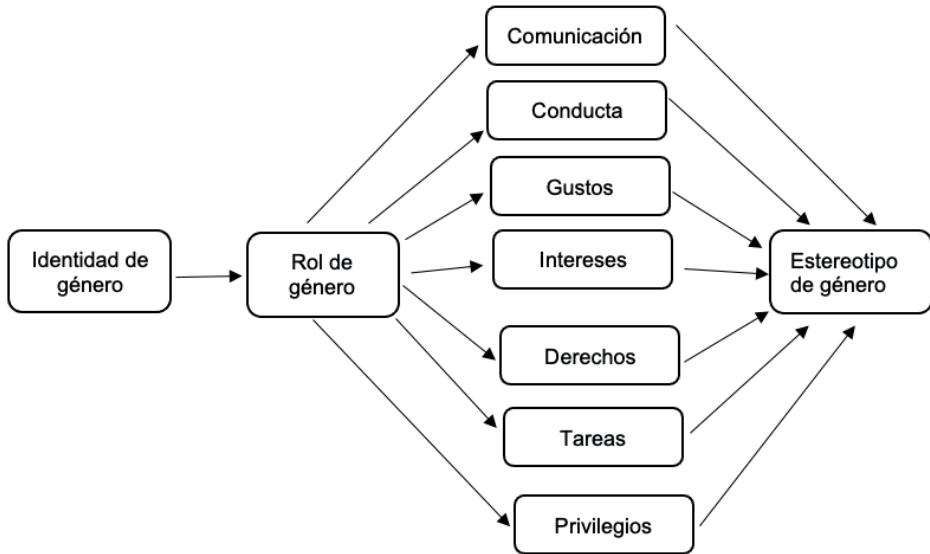 Comunicación
Conducta
Gustos
Identidad de
género
Rol de
género
Intereses
Estereotipo
de género
Derechos
Tareas
Privilegios